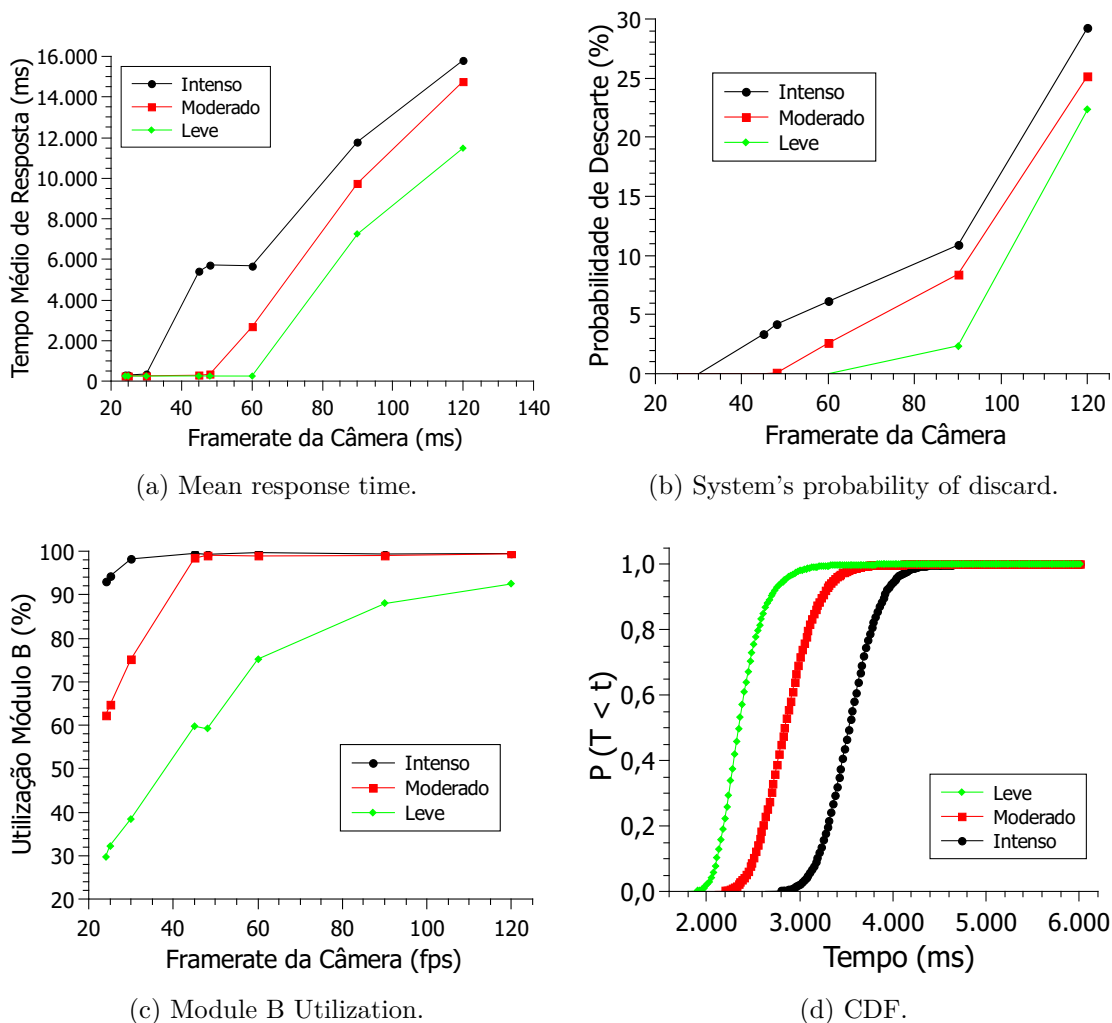 Tempo Médio de Resposta (ms)
16.000
14.000
12.000
10.000
8.000
6.000
4.000
2.000
0
Intenso
Moderado
Leve
20 40 60 80 100 120 140
Framerate da Câmera (ms)
(a) Mean response time.
Probabilidade de Descarte (%)
30
25
20
15
10
5
0
Intenso
Moderado
Leve
20 40 60 80 100 120
Framerate da Câmera
(b) System's probability of discard.
Utilização Módulo B (%)
100
90
80
70
60
50
40
30
20
Intenso
Moderado
Leve
20 40 60 80 100 120
Framerate da Câmera (fps)
(c) Module B Utilization.
P (T < t)
1,0
0,8
0,6
0,4
0,2
0,0
Leve
Moderado
Intenso
2.000 3.000 4.000 5.000 6.000
Tempo (ms)
(d) CDF.